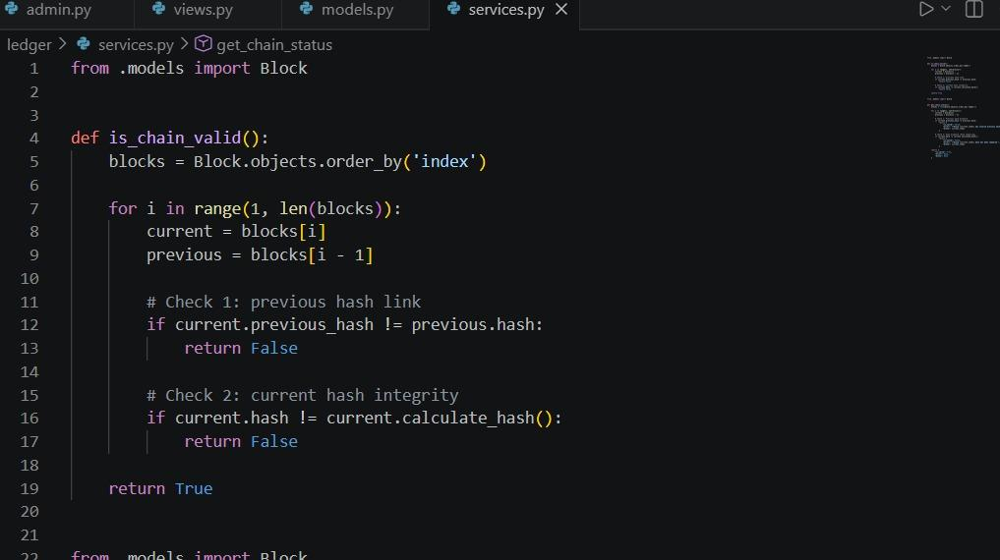 admin.py views.py models.py services.py
ledger > services.py > get_chain_status
1 from .models import Block
2
3
4 def is_chain_valid():
5     blocks = Block.objects.order_by('index')
6
7     for i in range(1, len(blocks)):
8         current = blocks[i]
9         previous = blocks[i - 1]
10
11         # Check 1: previous hash link
12         if current.previous_hash != previous.hash:
13             return False
14
15         # Check 2: current hash integrity
16         if current.hash != current.calculate_hash():
17             return False
18
19     return True
20
21
22 from .models import Block